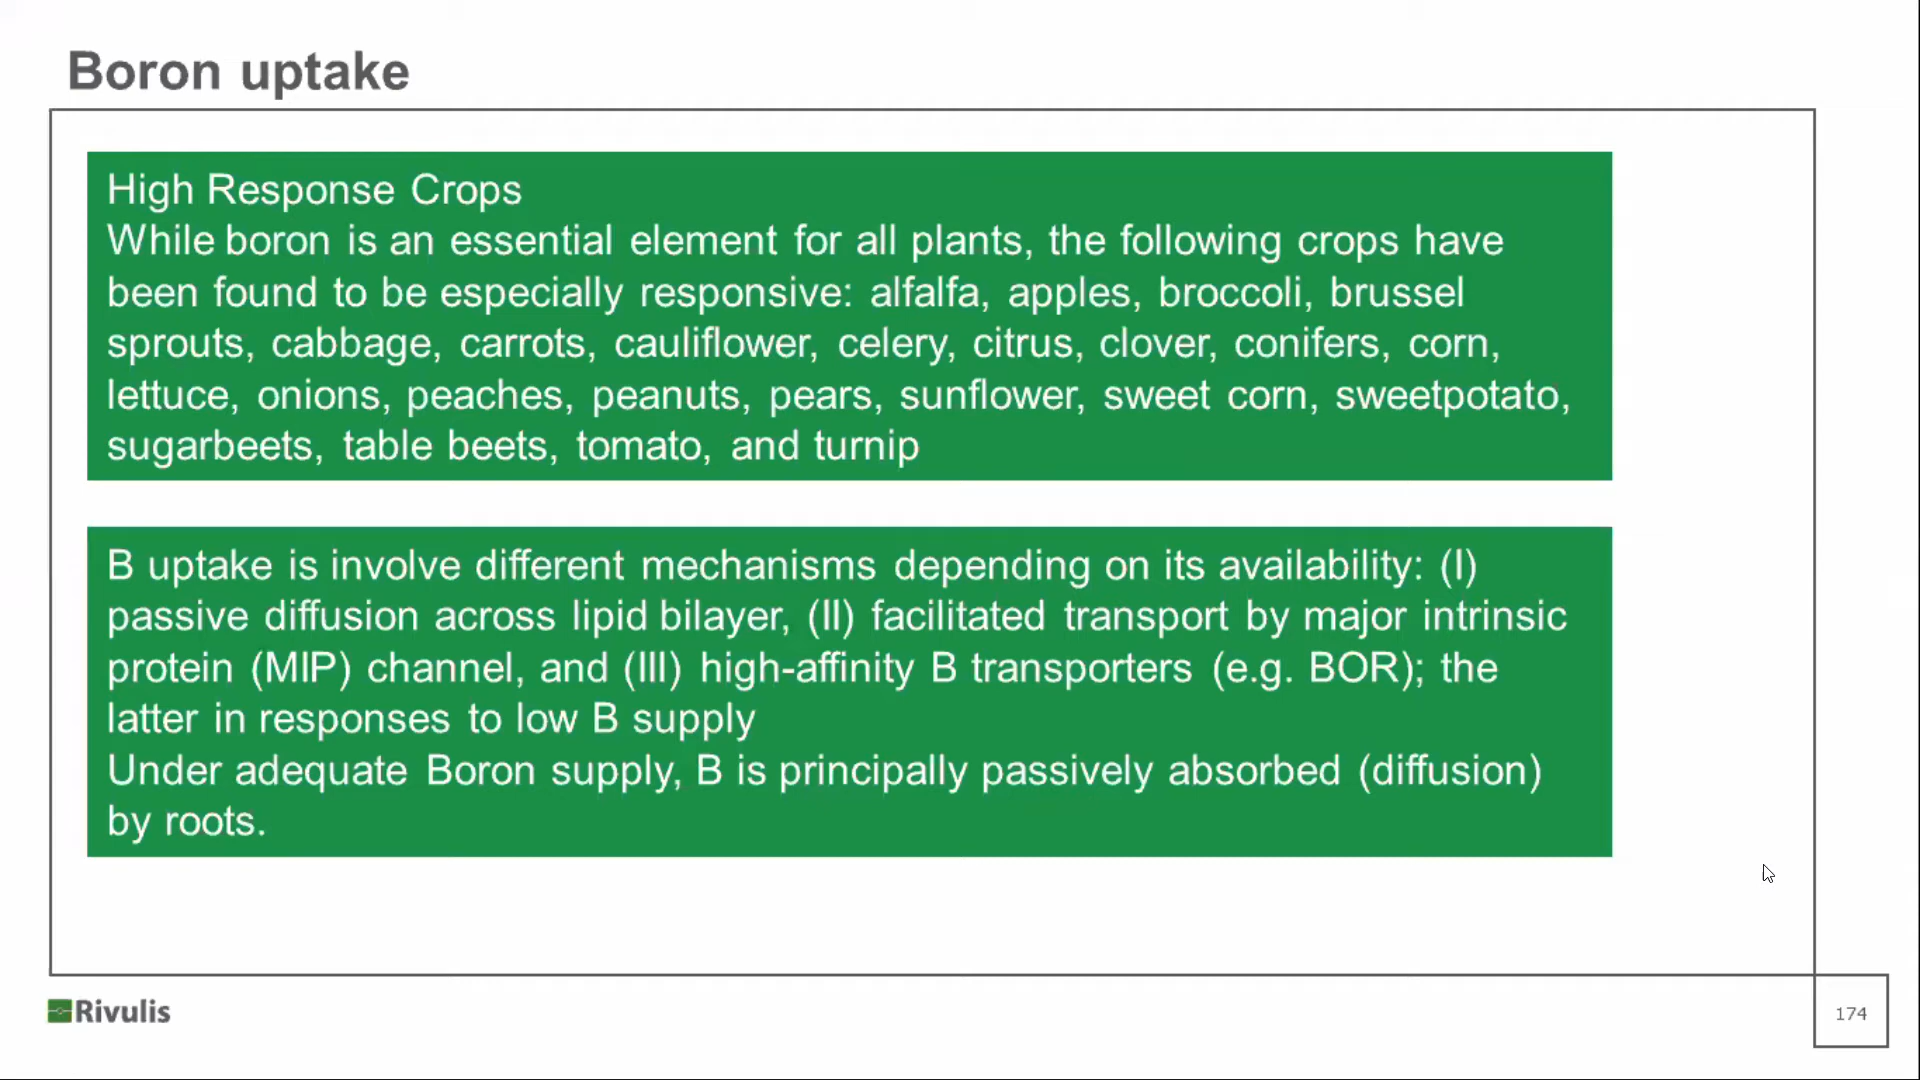 Boron uptake
High Response Crops
While boron is an essential element for all plants, the following crops have
been found to be especially responsive: alfalfa, apples, broccoli, brussel
sprouts, cabbage, carrots, cauliflower, celery, citrus, clover, conifers, corn,
lettuce, onions, peaches, peanuts, pears, sunflower, sweet corn, sweetpotato,
sugarbeets, table beets, tomato, and turnip
B uptake is involve different mechanisms depending on its availability: (I)
passive diffusion across lipid bilayer, (II) facilitated transport by major intrinsic
protein (MIP) channel, and (III) high-affinity B transporters (e.g. BOR); the
latter in responses to low B supply
Under adequate Boron supply, B is principally passively absorbed (diffusion)
by roots.
Rivulis
174